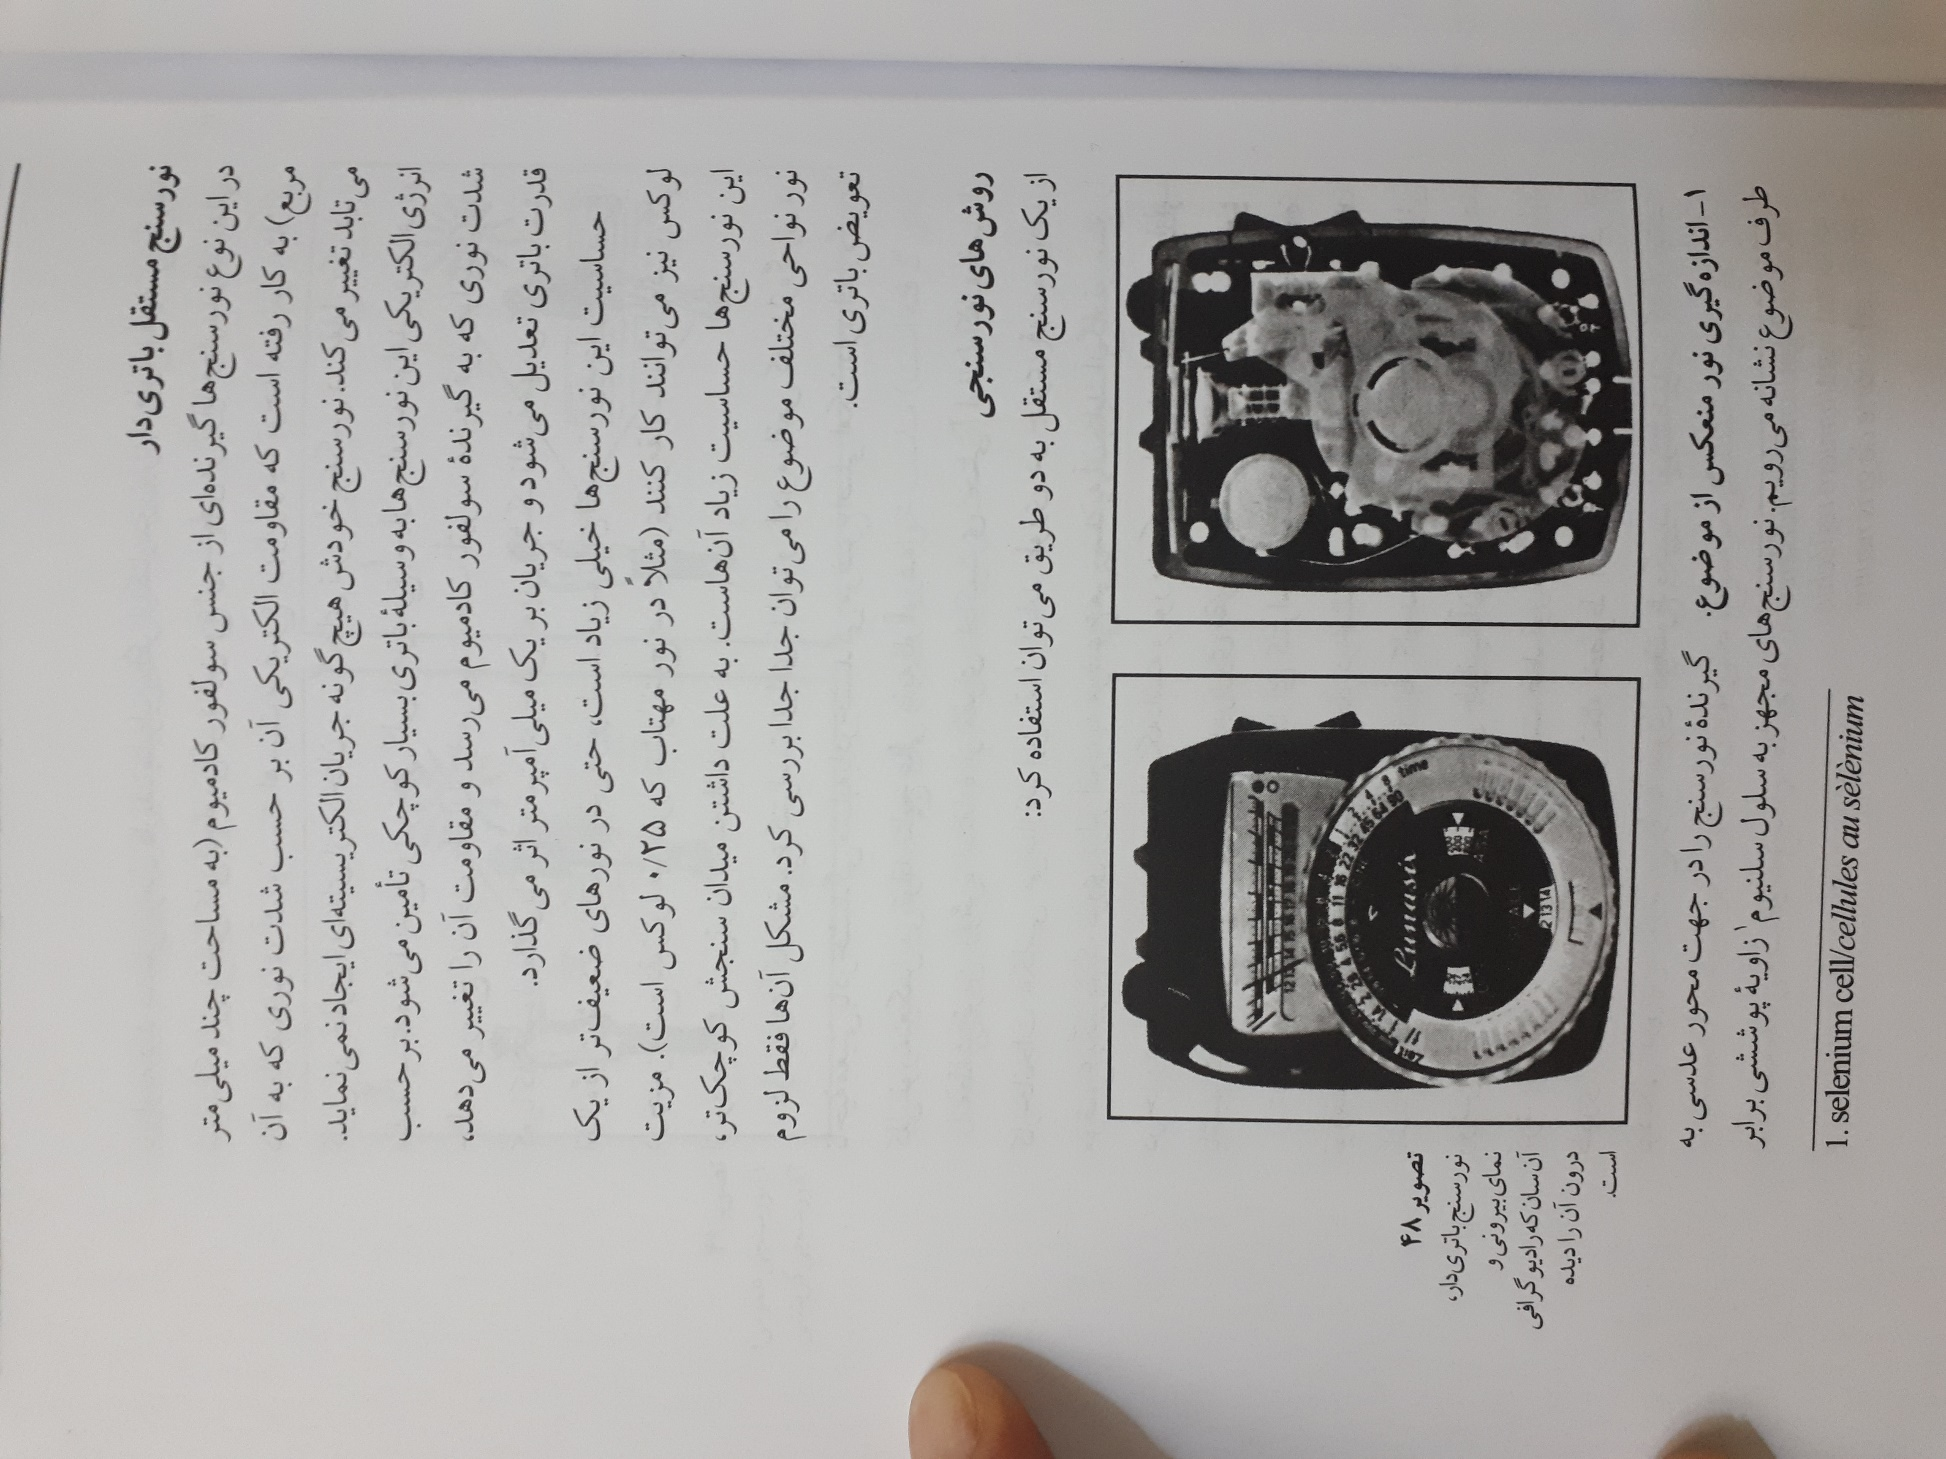 نورسنج مستقل باتری‌دار
در این نوع نورسنج‌ها گیرنده‌ای از جنس سولفور کادمیوم (به مساحت چند میلی‌متر
مربع) به کار رفته است که مقاومت الکتریکی آن بر حسب شدت نوری که به آن
می‌تابد تغییر می‌کند. نورسنج خودش هیچ‌گونه جریان الکتریسیته‌ای ایجاد نمی‌نماید.
انرژی الکتریکی این نورسنج‌ها به وسیلهٔ باتری بسیار کوچکی تأمین می‌شود. بر حسب
شدت نوری که به گیرندهٔ سولفور کادمیوم می‌رسد و مقاومت آن را تغییر می‌دهد،
قدرت باتری تعدیل می‌شود و جریان بر یک میلی‌آمپرمتر اثر می‌گذارد.
حساسیت این نورسنج‌ها خیلی زیاد است، حتی در نورهای ضعیف‌تر از یک
لوکس نیز می‌توانند کار کنند (مثلاً در نور مهتاب که ۰/۲۵ لوکس است). مزیت
این نورسنج‌ها حساسیت زیاد آن‌هاست. به علت داشتن میدان سنجش کوچک‌تر،
نور نواحی مختلف موضوع را می‌توان جدا جدا بررسی کرد. مشکل آن‌ها فقط لزوم
تعویض باتری است.
روش‌های نورسنجی
از یک نورسنج مستقل به دو طریق می‌توان استفاده کرد:
Lunasix
time
Zeit
تصویر ۴۸
نورسنج باتری‌دار،
نمای بیرونی و
آن‌سان که رادیوگرافی
درون آن را دیده
است.
۱- اندازه‌گیری نور منعکس از موضوع. گیرندهٔ نورسنج را در جهت محور عدسی به
طرف موضوع نشانه می‌رویم. نورسنج‌های مجهز به سلول سلنیوم¹ زاویهٔ پوششی برابر
1. selenium cell/cellules au sèlènium